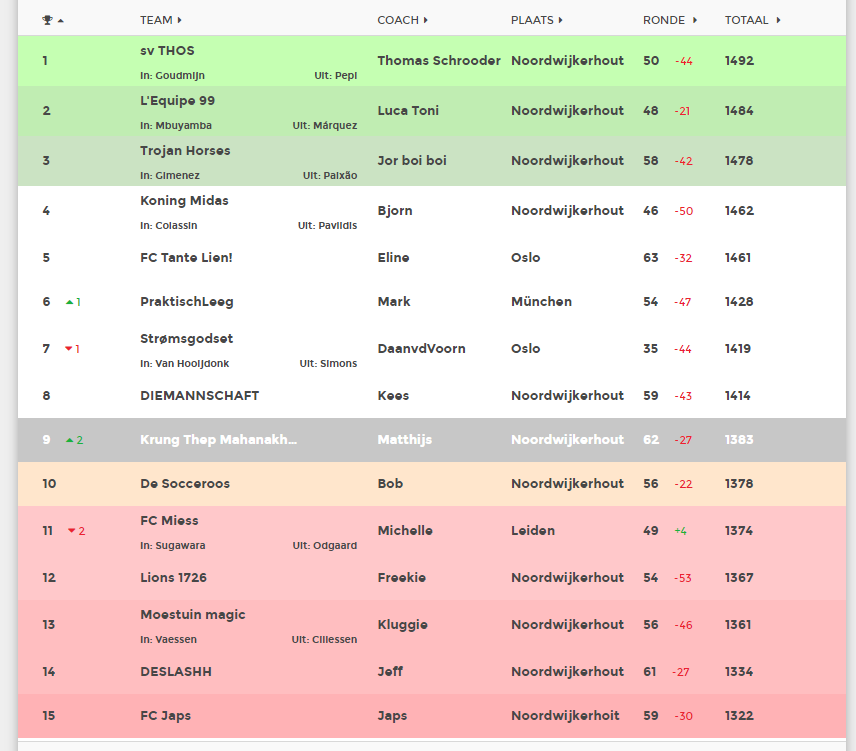 TEAM COACH PLAATS RONDE TOTAAL
1 sv THOS Thomas Schrooder Noordwijkerhout 50 -44 1492
In: Goudmijn Uit: Pepi
2 L'Equipe 99 Luca Toni Noordwijkerhout 48 -21 1484
In: Mbuyamba Uit: Márquez
3 Trojan Horses Jor boi boi Noordwijkerhout 58 -42 1478
In: Gimenez Uit: Paixão
4 Koning Midas Bjorn Noordwijkerhout 46 -50 1462
In: Colassin Uit: Pavlidis
5 FC Tante Lien! Eline Oslo 63 -32 1461
6 1 PraktischLeeg Mark München 54 -47 1428
7 1 Strømsgodset DaanvdVoorn Oslo 35 -44 1419
In: Van Hooijdonk Uit: Simons
8 DIEMANNSCHAFT Kees Noordwijkerhout 59 -43 1414
9 2 Krung Thep Mahanakh... Matthijs Noordwijkerhout 62 -27 1383
10 De Socceroos Bob Noordwijkerhout 56 -22 1378
11 2 FC Miess Michelle Leiden 49 +4 1374
In: Sugawara Uit: Odgaard
12 Lions 1726 Freekie Noordwijkerhout 54 -53 1367
13 Moestuin magic Kluggie Noordwijkerhout 56 -46 1361
In: Vaessen Uit: Cillessen
14 DESLASHH Jeff Noordwijkerhout 61 -27 1334
15 FC Japs Japs Noordwijkerhoit 59 -30 1322